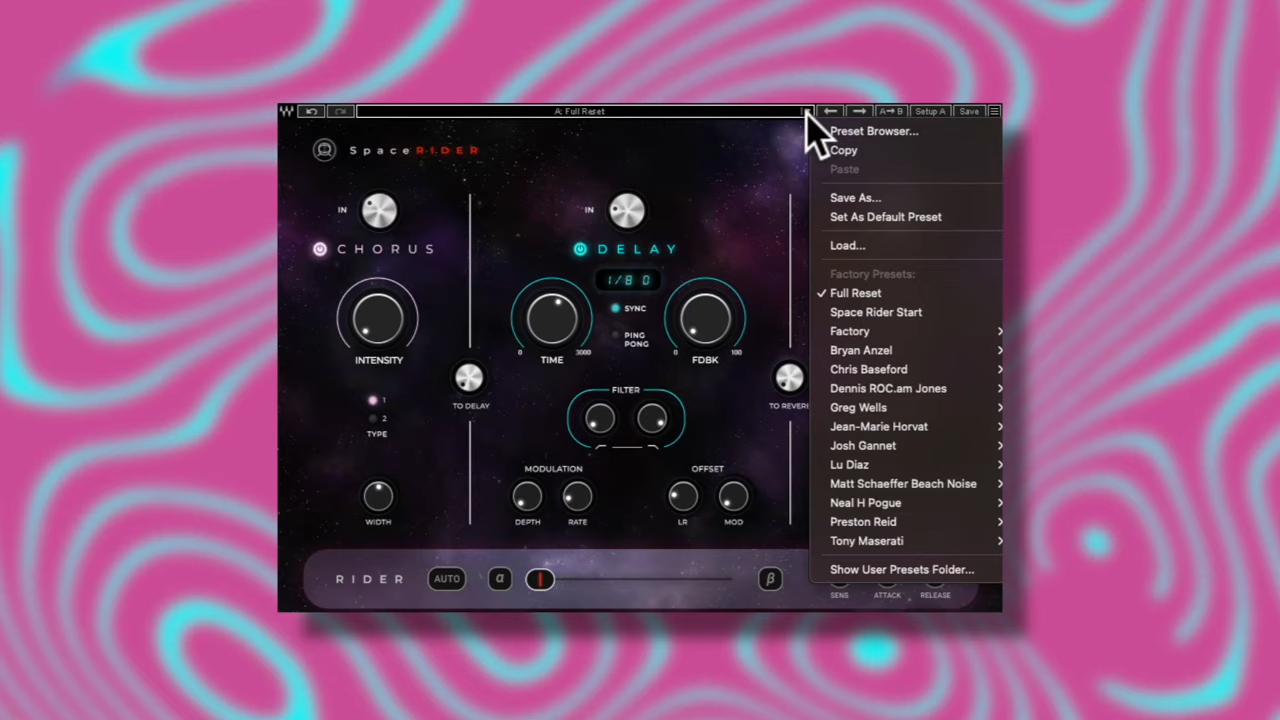 A: Full Reset
A→B
Setup A
Save
Space RIDER
Preset Browser...
Copy
Paste
Save As...
Set As Default Preset
Load...
Factory Presets:
✓ Full Reset
Space Rider Start
Factory
Bryan Anzel
Chris Baseford
Dennis ROC.am Jones
Greg Wells
Jean-Marie Horvat
Josh Gannet
Lu Diaz
Matt Schaeffer Beach Noise
Neal H Pogue
Preston Reid
Tony Maserati
Show User Presets Folder...
IN
CHORUS
INTENSITY
1
2
TYPE
WIDTH
TO DELAY
IN
DELAY
1/8 D
SYNC
PING
PONG
0
3000
TIME
0
100
FDBK
FILTER
MODULATION
DEPTH
RATE
OFFSET
LR
MOD
TO REVERB
RIDER
AUTO
α
β
SENS
ATTACK
RELEASE